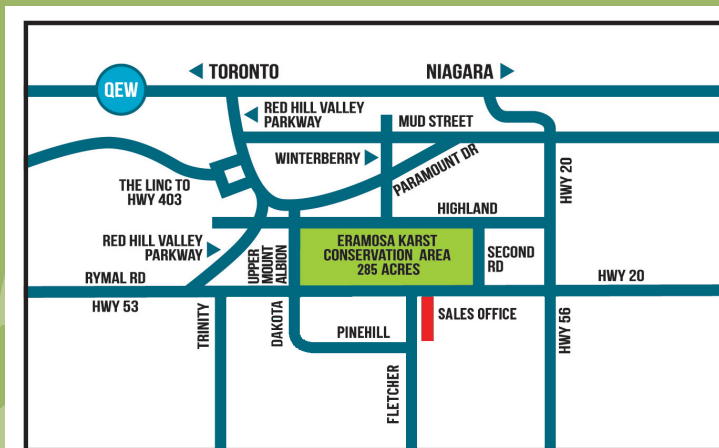 TORONTO
NIAGARA
QEW
RED HILL VALLEY
PARKWAY
MUD STREET
WINTERBERRY
PARAMOUNT DR
THE LINC TO
HWY 403
HWY 20
HIGHLAND
RED HILL VALLEY
PARKWAY
UPPER
MOUNT
ALBION
ERAMOSA KARST
CONSERVATION AREA
285 ACRES
SECOND
RD
RYMAL RD
HWY 20
HWY 53
TRINITY
DAKOTA
PINEHILL
SALES OFFICE
HWY 56
FLETCHER